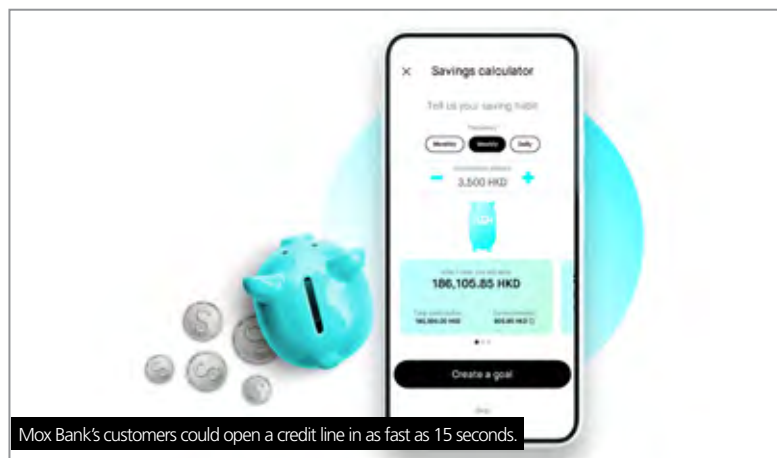 × Savings calculator
Tell us your saving habit
Monthly Weekly Daily
− 3,500 HKD +
186,105.85 HKD
Create a goal
Skip
Mox Bank's customers could open a credit line in as fast as 15 seconds.